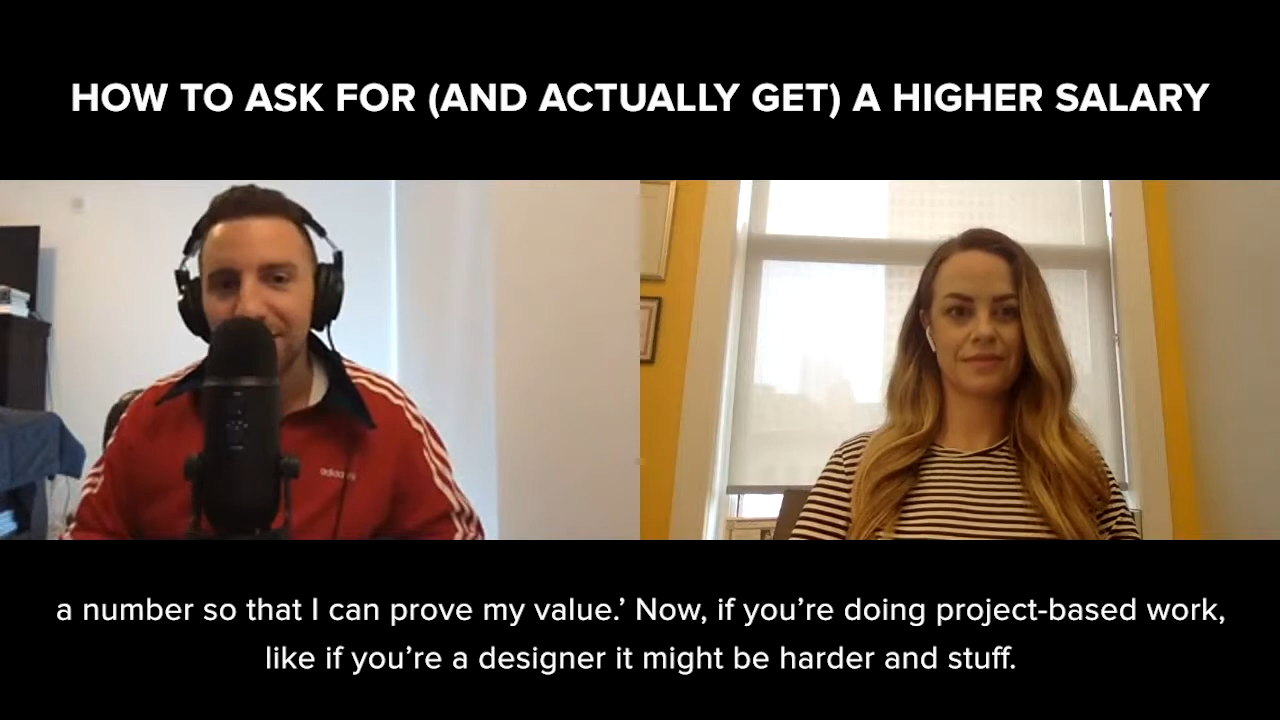 HOW TO ASK FOR (AND ACTUALLY GET) A HIGHER SALARY
adidas
a number so that I can prove my value.’ Now, if you’re doing project-based work,
like if you’re a designer it might be harder and stuff.